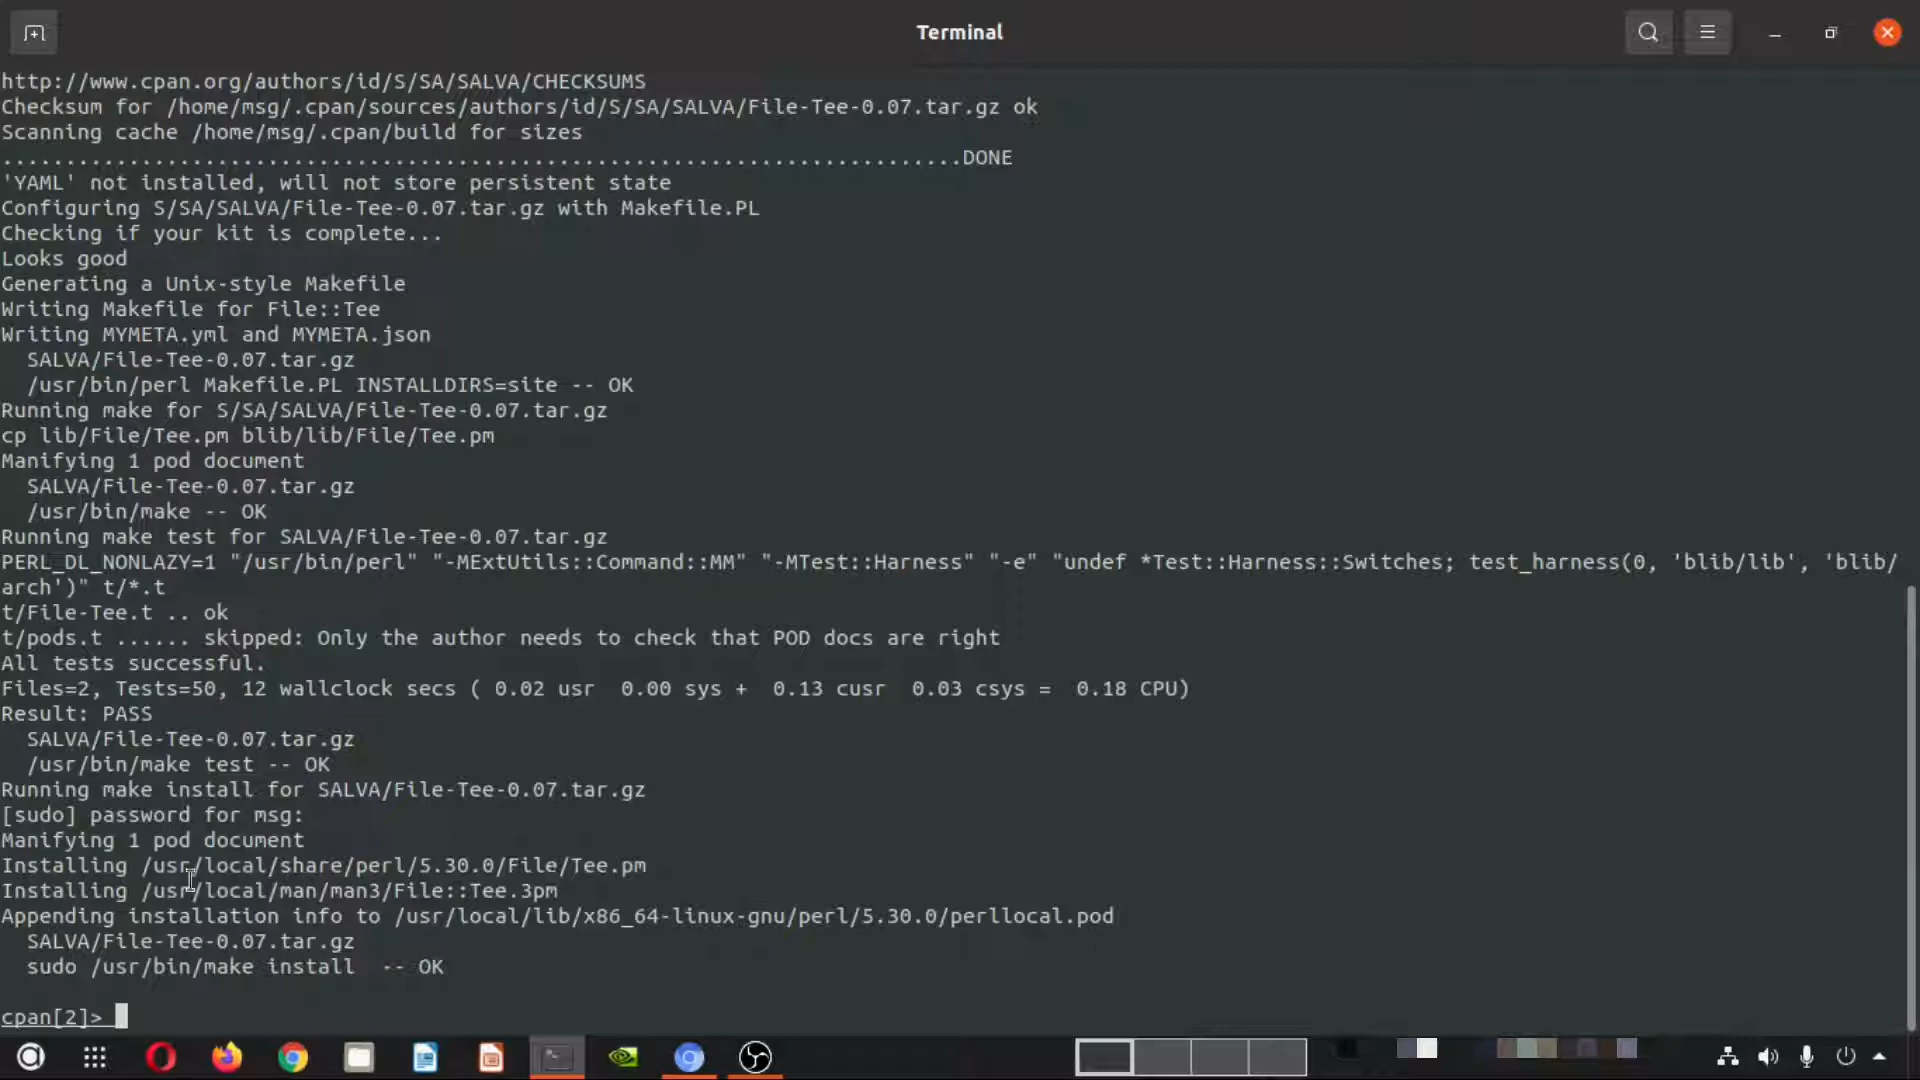 Terminal
http://www.cpan.org/authors/id/S/SA/SALVA/CHECKSUMS
Checksum for /home/msg/.cpan/sources/authors/id/S/SA/SALVA/File-Tee-0.07.tar.gz ok
Scanning cache /home/msg/.cpan/build for sizes
............................................................................DONE
'YAML' not installed, will not store persistent state
Configuring S/SA/SALVA/File-Tee-0.07.tar.gz with Makefile.PL
Checking if your kit is complete...
Looks good
Generating a Unix-style Makefile
Writing Makefile for File::Tee
Writing MYMETA.yml and MYMETA.json
  SALVA/File-Tee-0.07.tar.gz
  /usr/bin/perl Makefile.PL INSTALLDIRS=site -- OK
Running make for S/SA/SALVA/File-Tee-0.07.tar.gz
cp lib/File/Tee.pm blib/lib/File/Tee.pm
Manifying 1 pod document
  SALVA/File-Tee-0.07.tar.gz
  /usr/bin/make -- OK
Running make test for SALVA/File-Tee-0.07.tar.gz
PERL_DL_NONLAZY=1 "/usr/bin/perl" "-MExtUtils::Command::MM" "-MTest::Harness" "-e" "undef *Test::Harness::Switches; test_harness(0, 'blib/lib', 'blib/
arch')" t/*.t
t/File-Tee.t .. ok
t/pods.t ...... skipped: Only the author needs to check that POD docs are right
All tests successful.
Files=2, Tests=50, 12 wallclock secs ( 0.02 usr  0.00 sys +  0.13 cusr  0.03 csys =  0.18 CPU)
Result: PASS
  SALVA/File-Tee-0.07.tar.gz
  /usr/bin/make test -- OK
Running make install for SALVA/File-Tee-0.07.tar.gz
[sudo] password for msg:
Manifying 1 pod document
Installing /usr/local/share/perl/5.30.0/File/Tee.pm
Installing /usr/local/man/man3/File::Tee.3pm
Appending installation info to /usr/local/lib/x86_64-linux-gnu/perl/5.30.0/perllocal.pod
  SALVA/File-Tee-0.07.tar.gz
  sudo /usr/bin/make install  -- OK
cpan[2]>